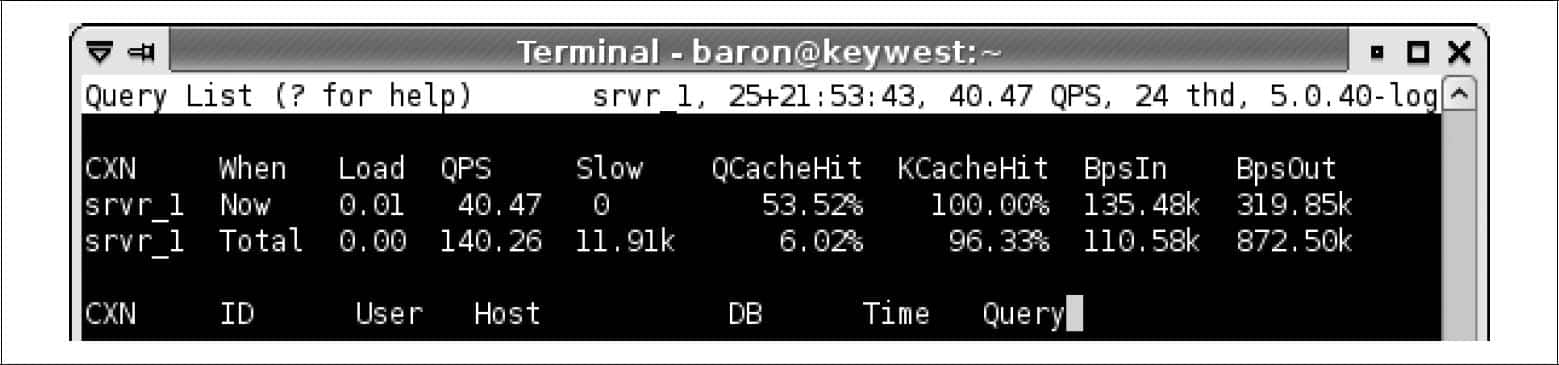 Terminal - baron@keywest:~
Query List (? for help) srvr_1, 25+21:53:43, 40.47 QPS, 24 thd, 5.0.40-log
CXN When Load QPS Slow QCacheHit KCacheHit BpsIn BpsOut
srvr_1 Now 0.01 40.47 0 53.52% 100.00% 135.48k 319.85k
srvr_1 Total 0.00 140.26 11.91k 6.02% 96.33% 110.58k 872.50k
CXN ID User Host DB Time Query